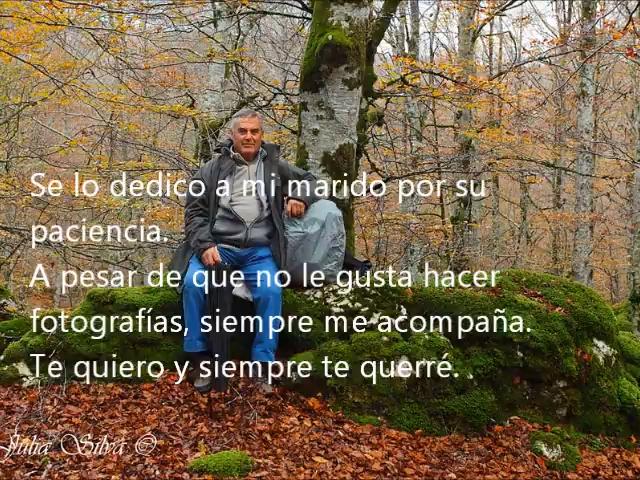 Se lo dedico a mi marido por su
paciencia.
A pesar de que no le gusta hacer
fotografías, siempre me acompaña.
Te quiero y siempre te querré.
Julia Silva ©